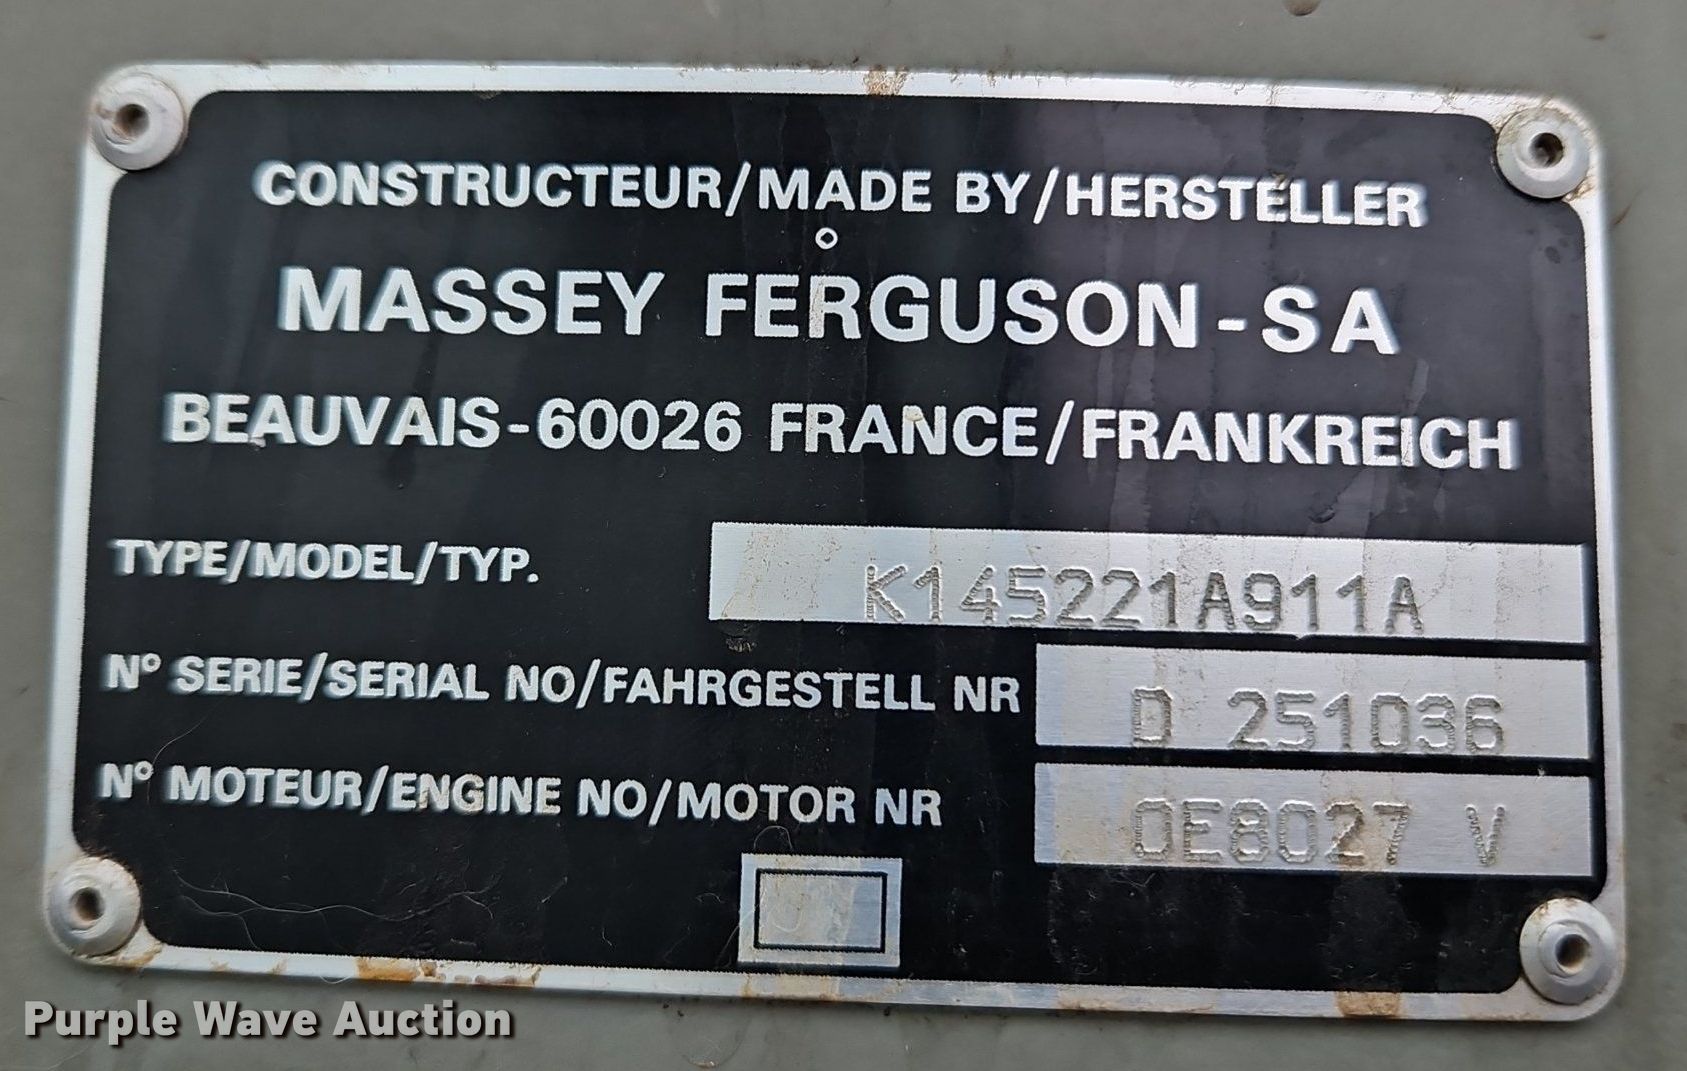 CONSTRUCTEUR/MADE BY/HERSTELLER
MASSEY FERGUSON-SA
BEAUVAIS-60026 FRANCE/FRANKREICH
TYPE/MODEL/TYP. K145221A911A
N° SERIE/SERIAL NO/FAHRGESTELL NR D 251036
N° MOTEUR/ENGINE NO/MOTOR NR 0E8027 V
Purple Wave Auction